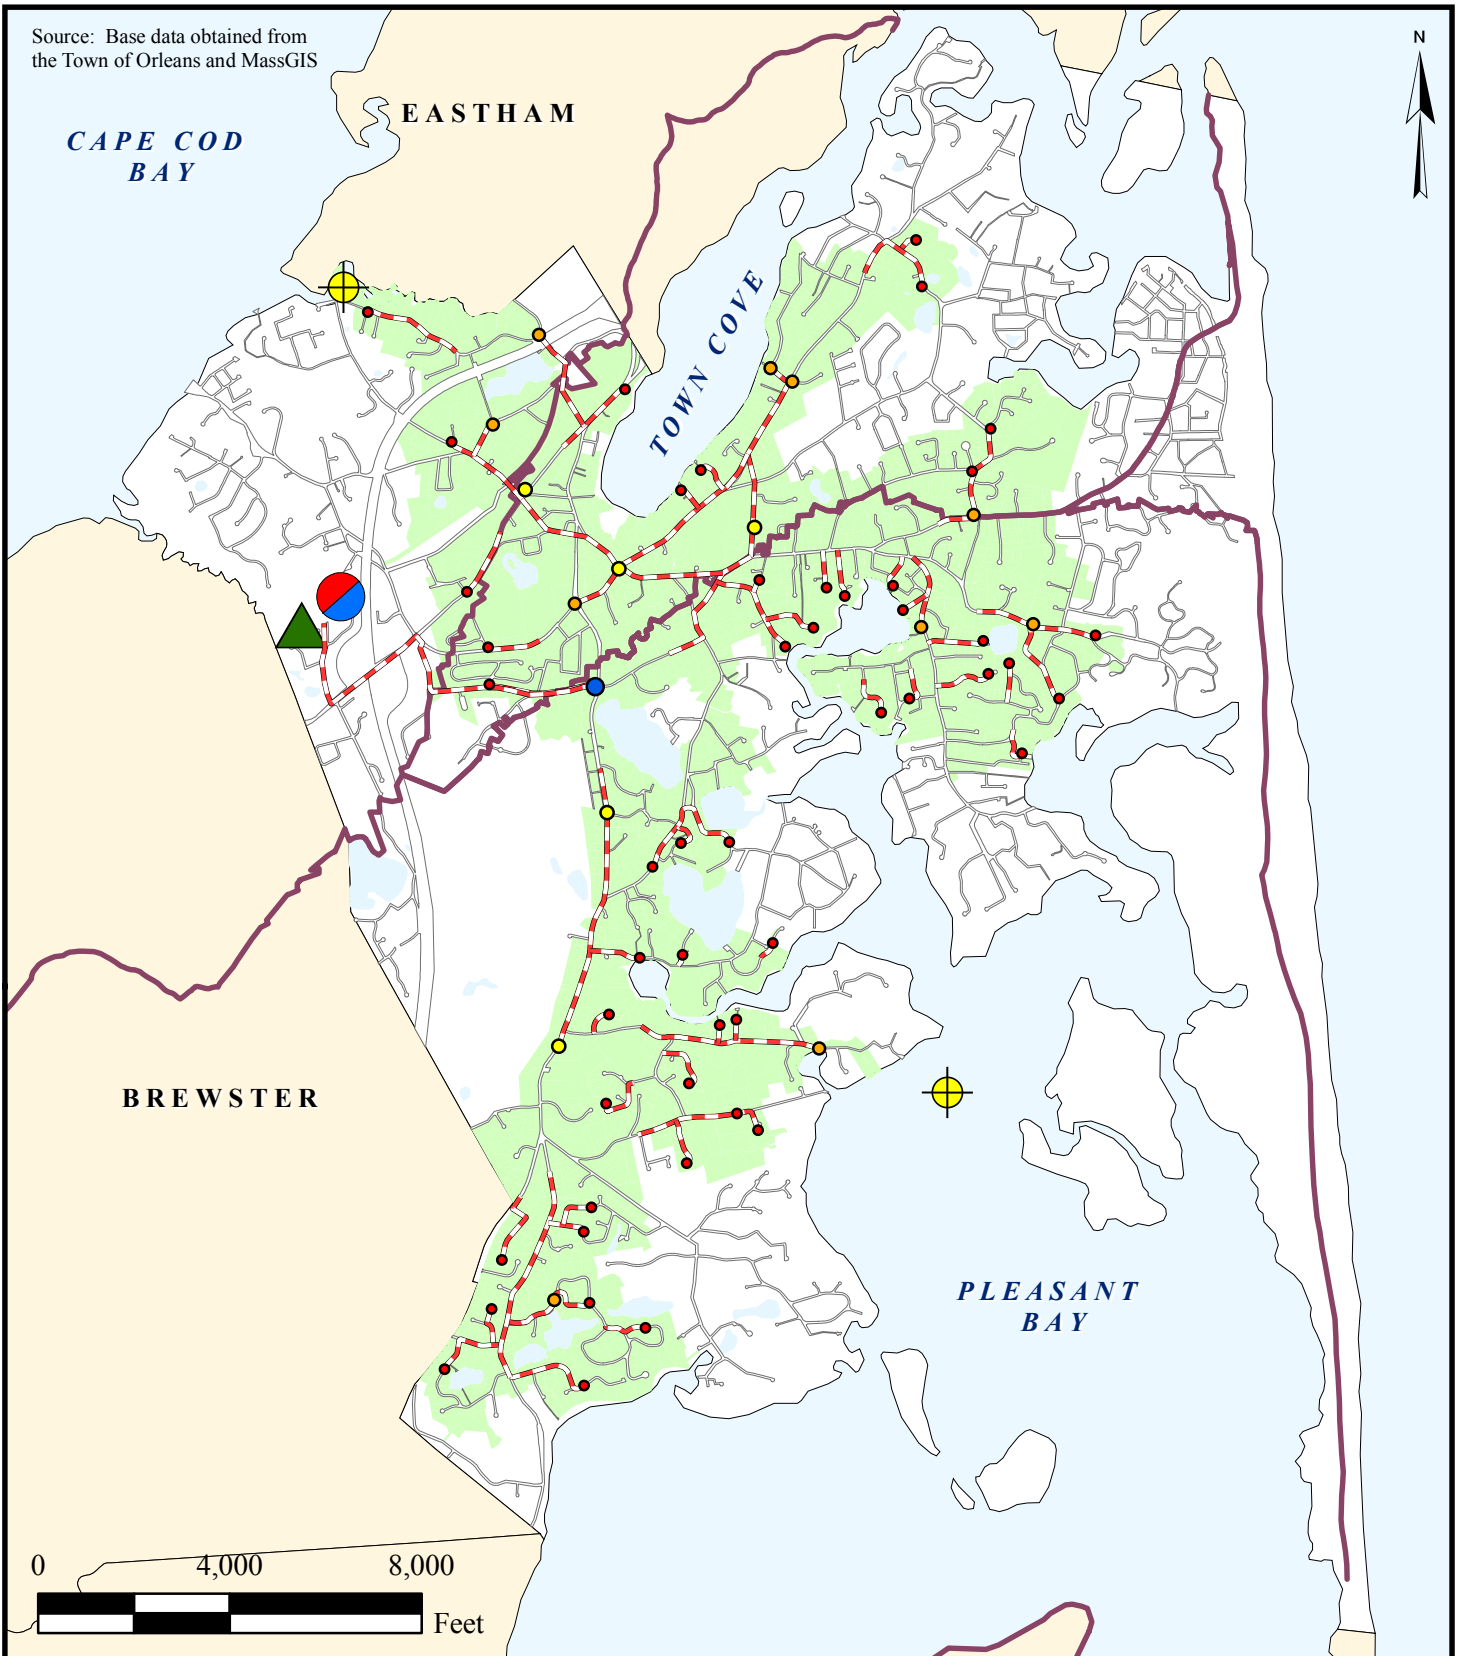 Source: Base data obtained from
the Town of Orleans and MassGIS
N
EASTHAM
CAPE COD
BAY
TOWN COVE
BREWSTER
PLEASANT
BAY
0 4,000 8,000
Feet